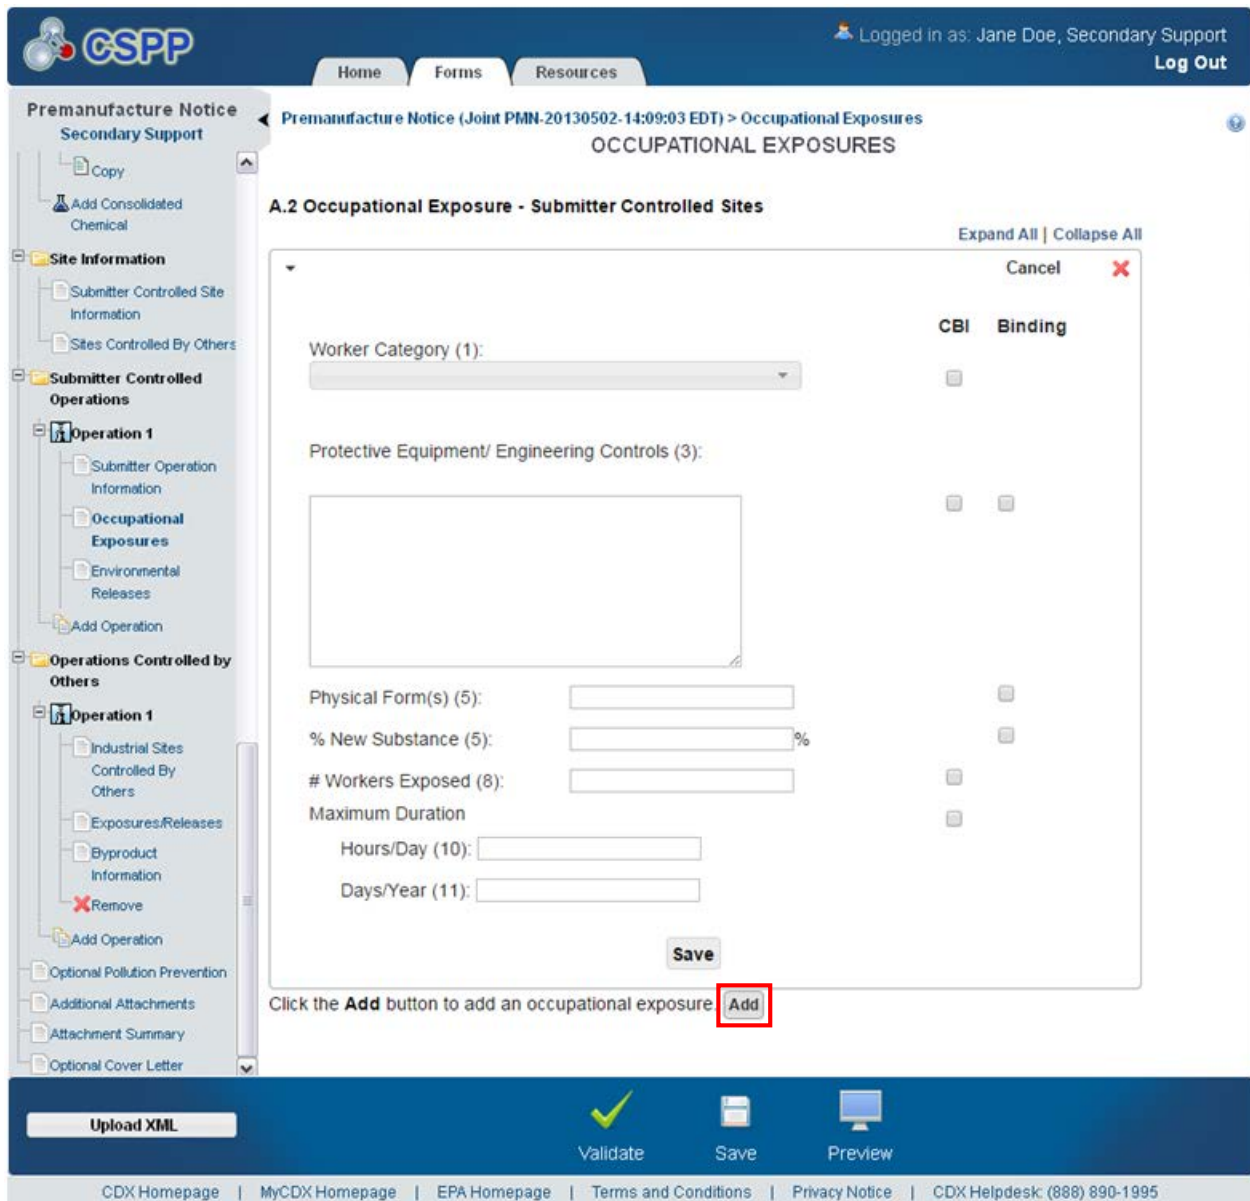 CSPP
Logged in as: Jane Doe, Secondary Support
Log Out
Home
Forms
Resources
Premanufacture Notice
Secondary Support
Copy
Add Consolidated
Chemical
Site Information
Submitter Controlled Site
Information
Sites Controlled By Others
Submitter Controlled
Operations
Operation 1
Submitter Operation
Information
Occupational
Exposures
Environmental
Releases
Add Operation
Operations Controlled by
Others
Operation 1
Industrial Sites
Controlled By
Others
Exposures/Releases
Byproduct
Information
Remove
Add Operation
Optional Pollution Prevention
Additional Attachments
Attachment Summary
Optional Cover Letter
Premanufacture Notice (Joint PMN-20130502-14:09:03 EDT) > Occupational Exposures
OCCUPATIONAL EXPOSURES
A.2 Occupational Exposure - Submitter Controlled Sites
Expand All | Collapse All
Cancel
CBI Binding
Worker Category (1):
Protective Equipment/ Engineering Controls (3):
Physical Form(s) (5):
% New Substance (5): %
# Workers Exposed (8):
Maximum Duration
Hours/Day (10):
Days/Year (11):
Save
Click the Add button to add an occupational exposure. Add
Upload XML
Validate
Save
Preview
CDX Homepage | MyCDX Homepage | EPA Homepage | Terms and Conditions | Privacy Notice | CDX Helpdesk: (888) 890-1995